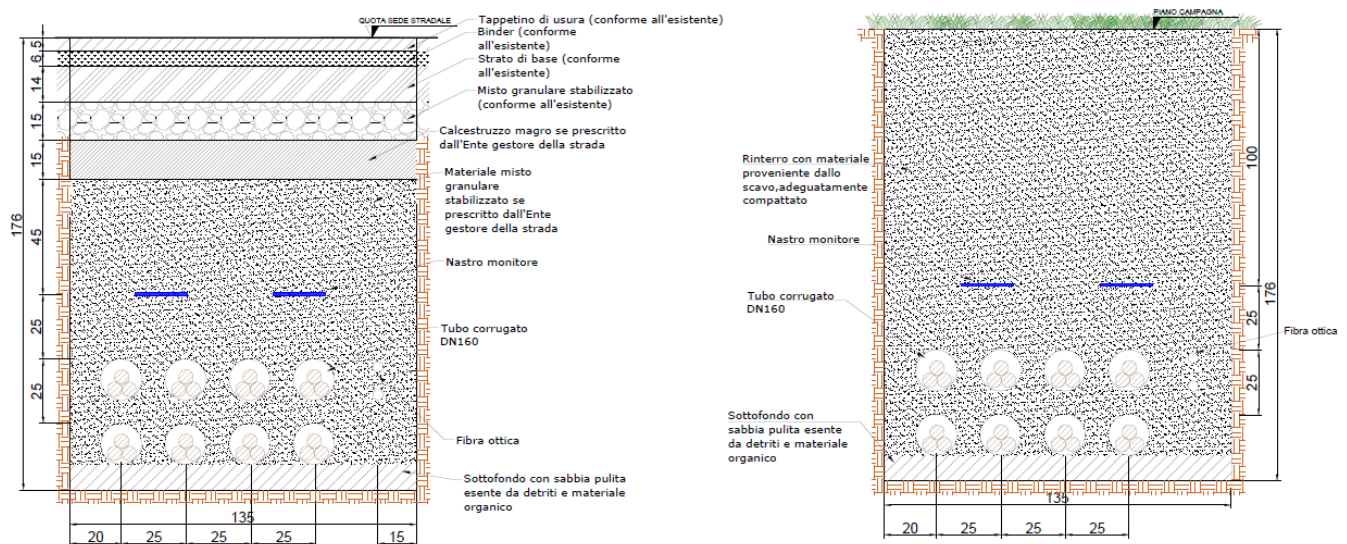 QUOTA SEDE STRADALE
Tappetino di usura (conforme all'esistente)
Binder (conforme
all'esistente)
Strato di base (conforme
all'esistente)
Misto granulare stabilizzato
(conforme all'esistente)
Calcestruzzo magro se prescritto
dall'Ente gestore della strada
Materiale misto
granulare
stabilizzato se
prescritto dall'Ente
gestore della strada
Nastro monitore
Tubo corrugato
DN160
Fibra ottica
Sottofondo con sabbia pulita
esente da detriti e materiale
organico
176
6,5
14
15
15
45
25
25
135
20
25
25
25
15
PIANO CAMPAGNA
Rinterro con materiale
proveniente dallo
scavo,adeguatamente
compattato
Nastro monitore
Tubo corrugato
DN160
Fibra ottica
Sottofondo con
sabbia pulita esente
da detriti e materiale
organico
100
176
25
25
135
20
25
25
25